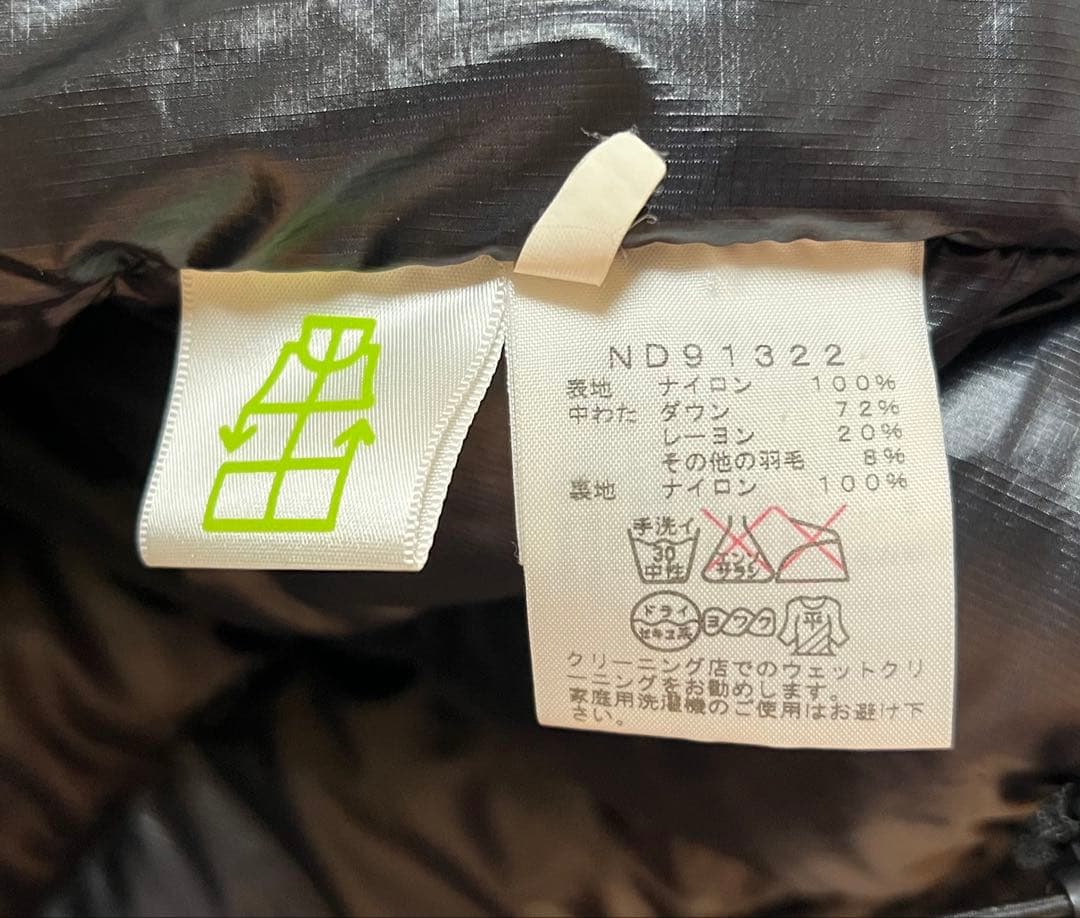 ND91322
表地 ナイロン 100%
中わた ダウン 72%
レーヨン 20%
その他の羽毛 8%
裏地 ナイロン 100%
手洗イ
30
中性
エンソ
サラシ
ドライ
セキユ系
ヨワク
平
クリーニング店でのウェットクリ
ーニングをお勧めします。
家庭用洗濯機のご使用はお避け下
さい。